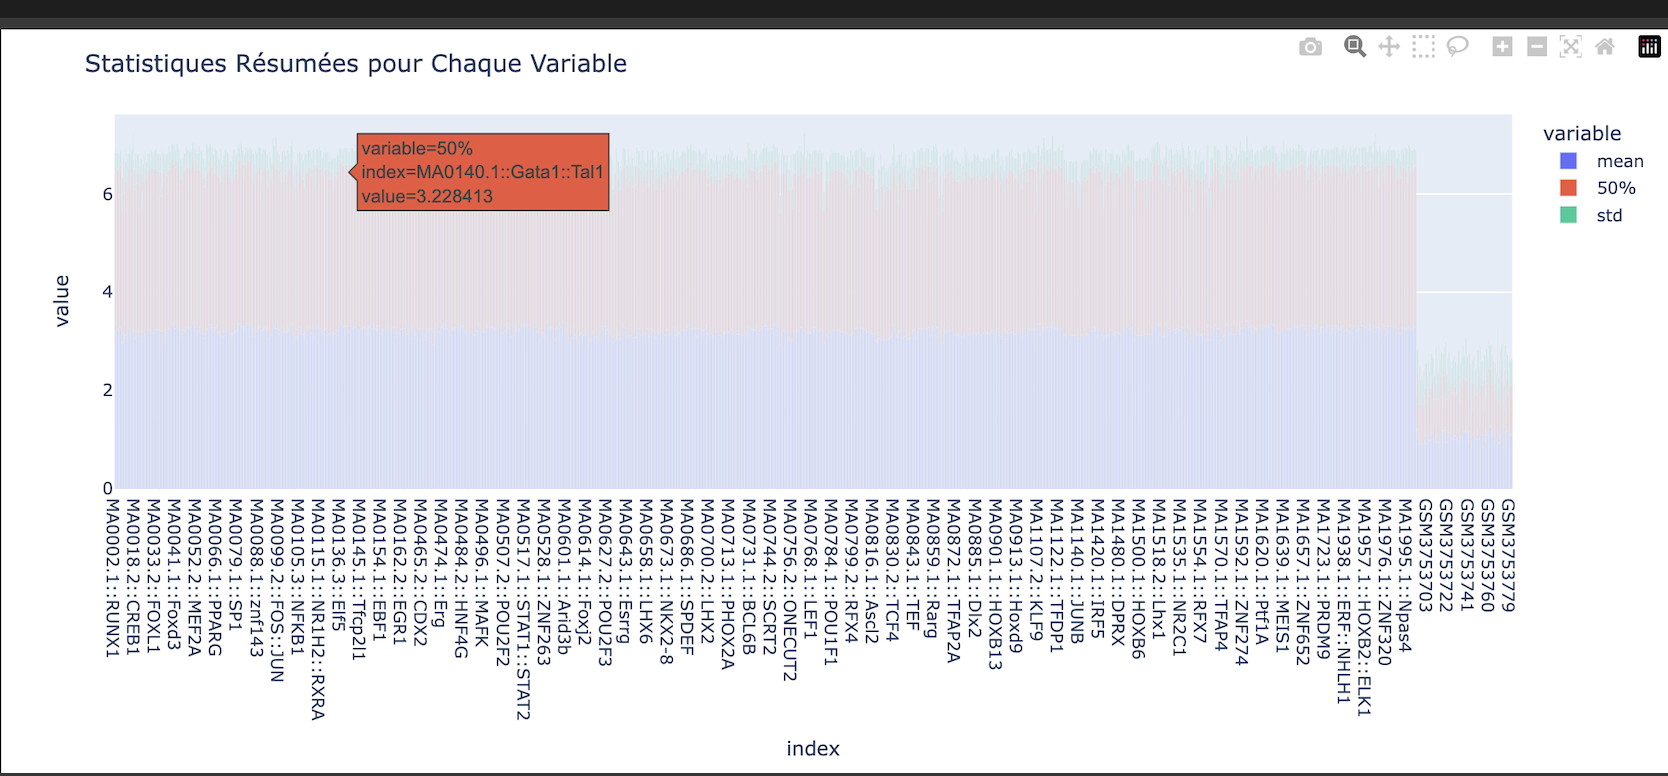 Statistiques Résumées pour Chaque Variable
variable
mean
50%
std
variable=50%
index=MA0140.1::Gata1::Tal1
value=3.228413
value
6
4
2
0
MA0002.1::RUNX1
MA0018.2::CREB1
MA0033.2::FOXL1
MA0041.1::Foxd3
MA0052.2::MEF2A
MA0066.1::PPARG
MA0079.1::SP1
MA0088.1::znf143
MA0099.2::FOS::JUN
MA0105.3::NFKB1
MA0115.1::NR1H2::RXRA
MA0136.3::Elf5
MA0145.1::Tfcp2l1
MA0154.1::EBF1
MA0162.2::EGR1
MA0465.2::CDX2
MA0474.1::Erg
MA0484.2::HNF4G
MA0496.1::MAFK
MA0507.2::POU2F2
MA0517.1::STAT1::STAT2
MA0528.1::ZNF263
MA0601.1::Arid3b
MA0614.1::Foxj2
MA0627.2::POU2F3
MA0643.1::Esrrg
MA0658.1::LHX6
MA0673.1::NKX2-8
MA0686.1::SPDEF
MA0700.2::LHX2
MA0713.1::PHOX2A
MA0731.1::BCL6B
MA0744.2::SCRT2
MA0756.2::ONECUT2
MA0768.1::LEF1
MA0784.1::POU1F1
MA0799.2::RFX4
MA0816.1::Ascl2
MA0830.2::TCF4
MA0843.1::TEF
MA0859.1::Rarg
MA0872.1::TFAP2A
MA0885.1::Dlx2
MA0901.1::HOXB13
MA0913.1::Hoxd9
MA1107.2::KLF9
MA1122.1::TFDP1
MA1140.1::JUNB
MA1420.1::IRF5
MA1480.1::DPRX
MA1500.1::HOXB6
MA1518.2::Lhx1
MA1535.1::NR2C1
MA1554.1::RFX7
MA1570.1::TFAP4
MA1592.1::ZNF274
MA1620.1::Ptf1A
MA1639.1::MEIS1
MA1657.1::ZNF652
MA1723.1::PRDM9
MA1938.1::ERF::NHLH1
MA1957.1::HOXB2::ELK1
MA1976.1::ZNF320
MA1995.1::Npas4
GSM3753703
GSM3753722
GSM3753741
GSM3753760
GSM3753779
index